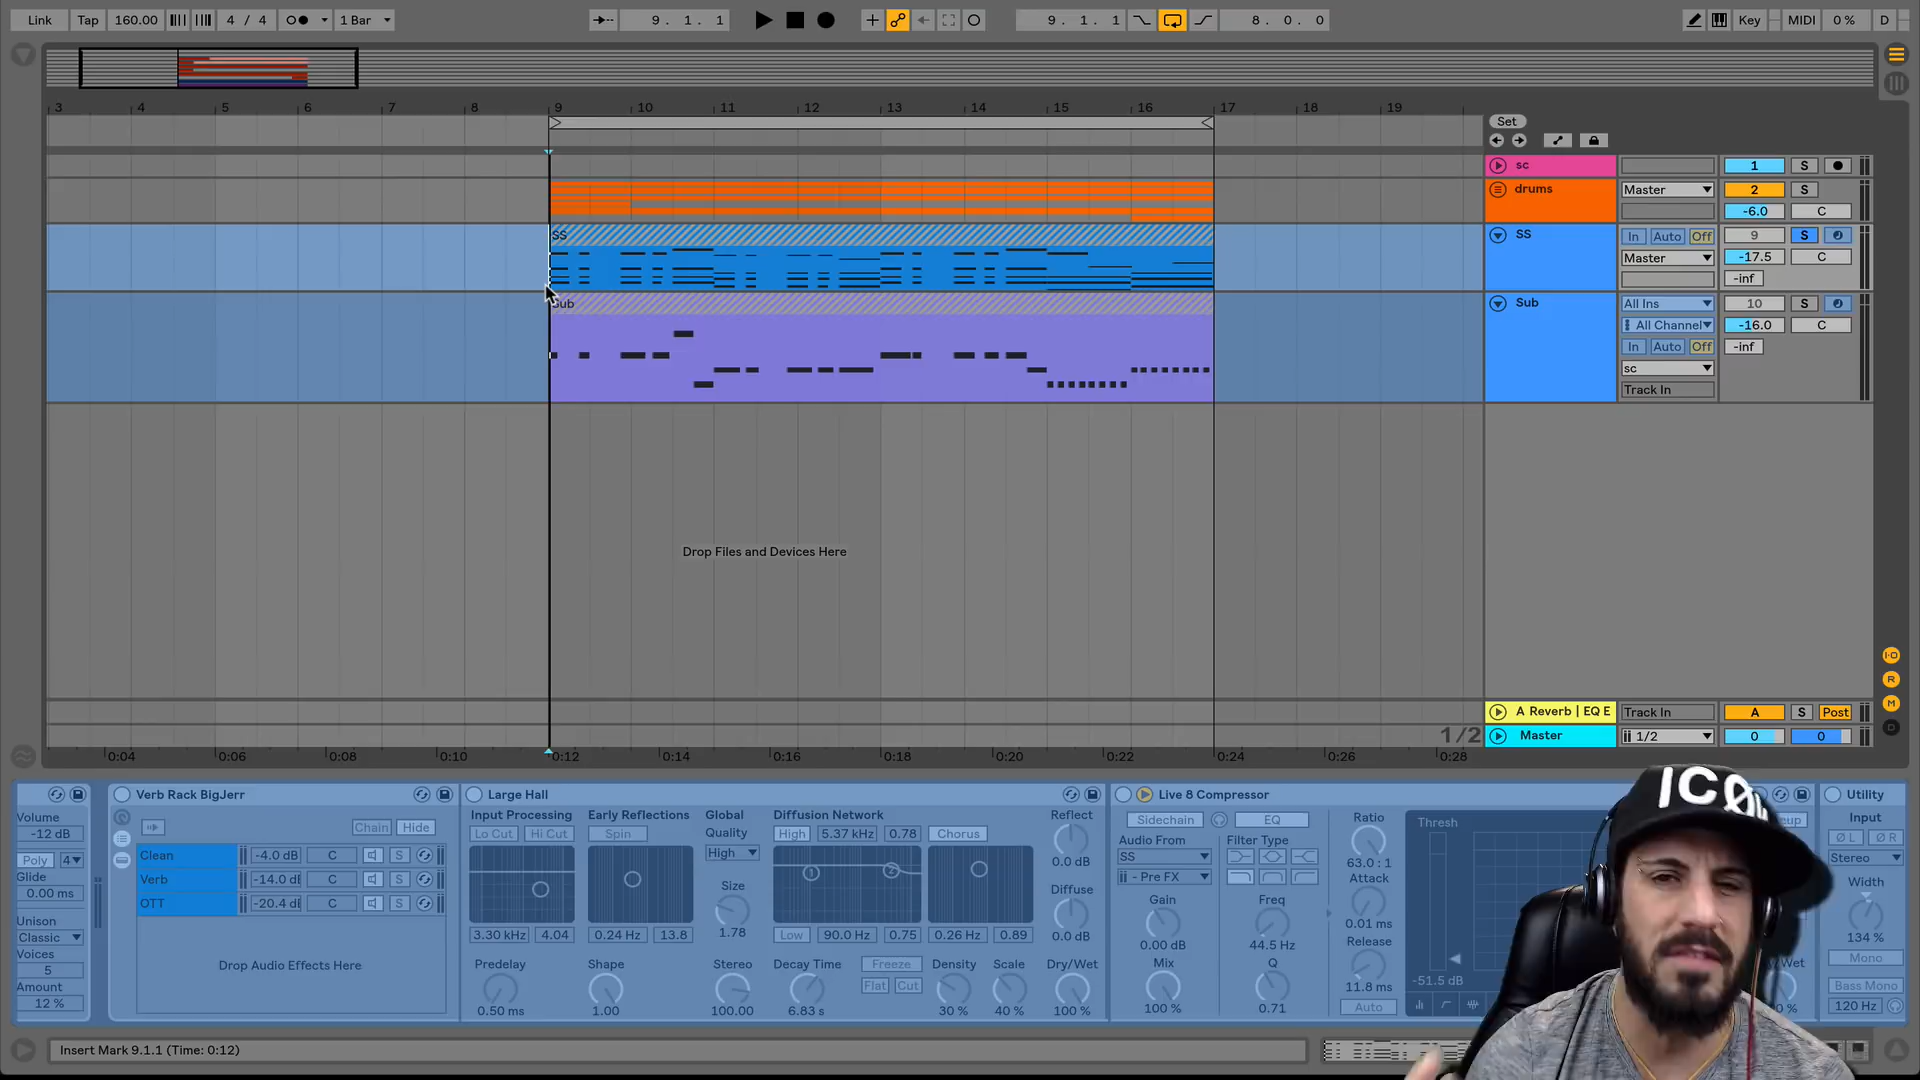 Link Tap 160.00 4 / 4 1 Bar 9. 1. 1 9. 1. 1 8. 0. 0 Key MIDI 0 % D
3 4 5 6 7 8 9 10 11 12 13 14 15 16 17 18 19
Set
sc 1 S
drums Master 2 S
-6.0 C
SS
SS In Auto Off 9 S
Master -17.5 C
-inf
Sub
Sub All Ins 10 S
All Channel -16.0 C
In Auto Off -inf
sc
Track In
Drop Files and Devices Here
A Reverb | EQ E Track In A S Post
1/2 Master 1/2 0 0
0:04 0:06 0:08 0:10 0:12 0:14 0:16 0:18 0:20 0:22 0:24 0:26 0:28
Volume
-12 dB
Poly 4
Glide
0.00 ms
Unison
Classic
Voices
5
Amount
12 %
Verb Rack BigJerr
Chain Hide
Clean -4.0 dB C S
Verb -14.0 dB C S
OTT -20.4 dB C S
Drop Audio Effects Here
Large Hall
Input Processing Early Reflections Global Diffusion Network Reflect
Lo Cut Hi Cut Spin Quality High 5.37 kHz 0.78 Chorus
High 0.0 dB
1 2
Size Diffuse
1.78 0.0 dB
3.30 kHz 4.04 0.24 Hz 13.8 Low 90.0 Hz 0.75 0.26 Hz 0.89
Predelay Shape Stereo Decay Time Freeze Density Scale Dry/Wet
Flat Cut
0.50 ms 1.00 100.00 6.83 s 30 % 40 % 100 %
Live 8 Compressor
Sidechain EQ
Audio From Filter Type
SS
- Pre FX
Gain Freq
0.00 dB 44.5 Hz
Mix Q
100 % 0.71
Ratio
63.0 : 1
Attack
0.01 ms
Release
11.8 ms
Auto
Thresh
-51.5 dB
Utility
Input
Ø L Ø R
Stereo
Width
134 %
Mono
Bass Mono
120 Hz
Insert Mark 9.1.1 (Time: 0:12)